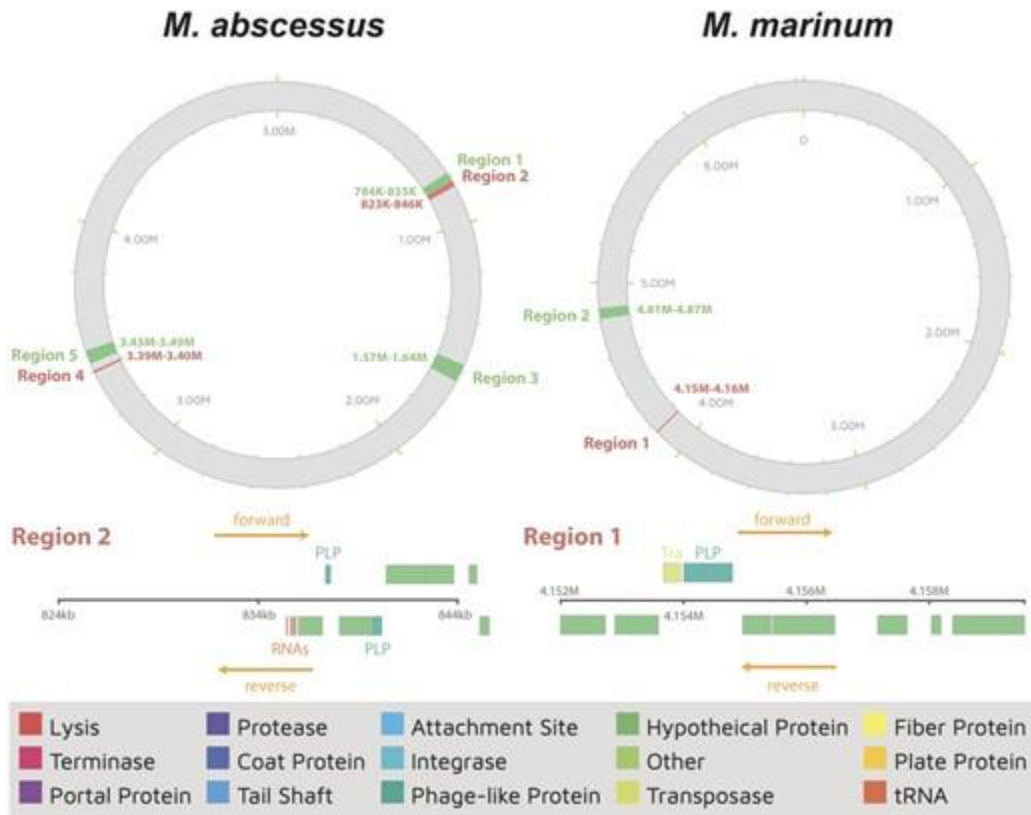 M. abscessus
M. marinum
5.00M
Region 1
Region 2
784K-835K
823K-846K
4.00M
1.00M
3.43M-3.49M
3.39M-3.40M
Region 5
Region 4
1.57M-1.64M
Region 3
3.00M
2.00M
0
6.00M
1.00M
5.00M
Region 2
4.81M-4.87M
2.00M
4.15M-4.16M
4.00M
Region 1
3.00M
Region 2
forward
PLP
824kb
834kb
844kb
RNAs
PLP
reverse
Region 1
forward
Tra
PLP
4.152M
4.156M
4.158M
4.154M
reverse
Lysis
Protease
Attachment Site
Hypotheical Protein
Fiber Protein
Terminase
Coat Protein
Integrase
Other
Plate Protein
Portal Protein
Tail Shaft
Phage-like Protein
Transposase
tRNA